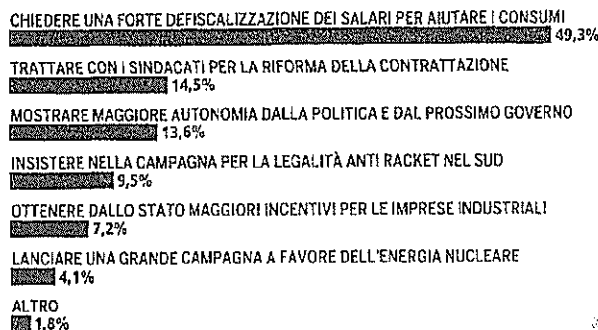 CHIEDERE UNA FORTE DEFISCALIZZAZIONE DEI SALARI PER AIUTARE I CONSUMI
49,3%
TRATTARE CON I SINDACATI PER LA RIFORMA DELLA CONTRATTAZIONE
14,5%
MOSTRARE MAGGIORE AUTONOMIA DALLA POLITICA E DAL PROSSIMO GOVERNO
13,6%
INSISTERE NELLA CAMPAGNA PER LA LEGALITÀ ANTI RACKET NEL SUD
9,5%
OTTENERE DALLO STATO MAGGIORI INCENTIVI PER LE IMPRESE INDUSTRIALI
7,2%
LANCIARE UNA GRANDE CAMPAGNA A FAVORE DELL'ENERGIA NUCLEARE
4,1%
ALTRO
1,8%